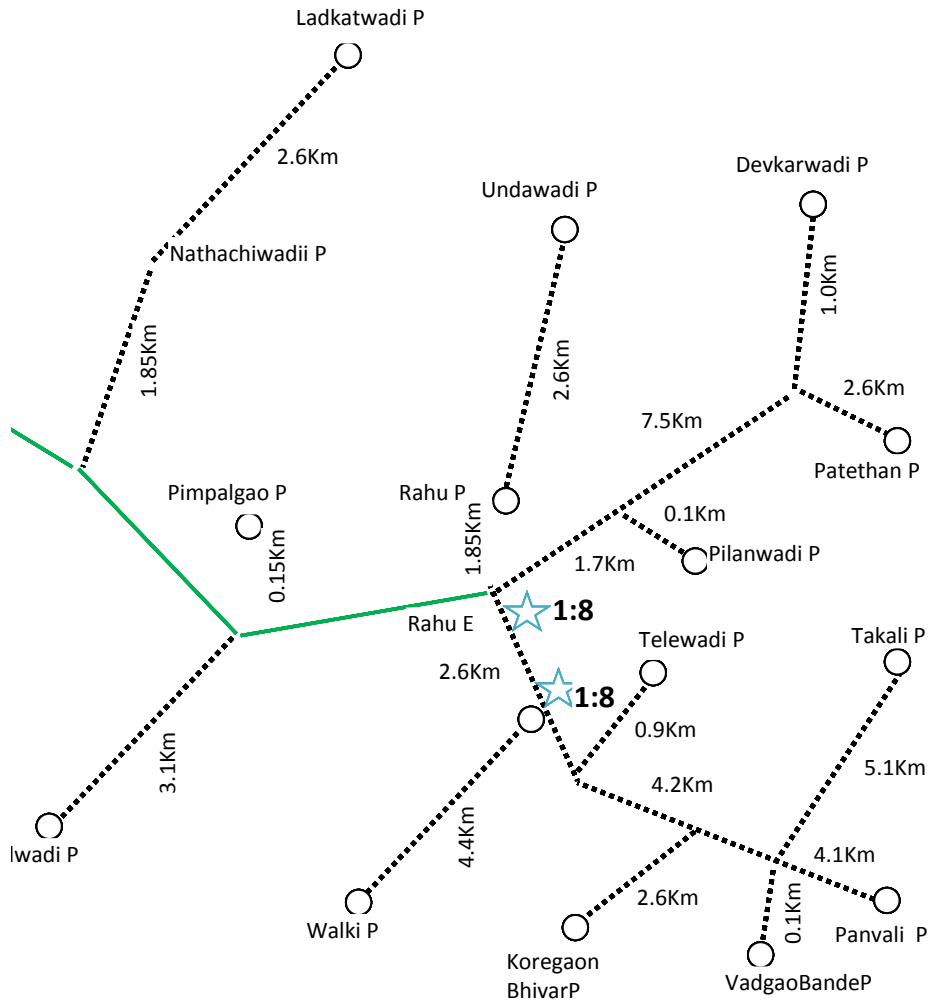 Ladkatwadi P
2.6Km
Devkarwadi P
Undawadi P
Nathachiwadii P
1.0Km
1.85Km
2.6Km
2.6Km
7.5Km
Patethan P
Pimpalgao P
Rahu P
0.1Km
0.15Km
1.85Km
1.7Km
Pilanwadi P
1:8
Rahu E
Telewadi P
Takali P
2.6Km
1:8
0.9Km
3.1Km
5.1Km
4.2Km
4.4Km
lwadi P
4.1Km
2.6Km
0.1Km
Walki P
Panvali P
Koregaon
BhivarP
VadgaoBandeP